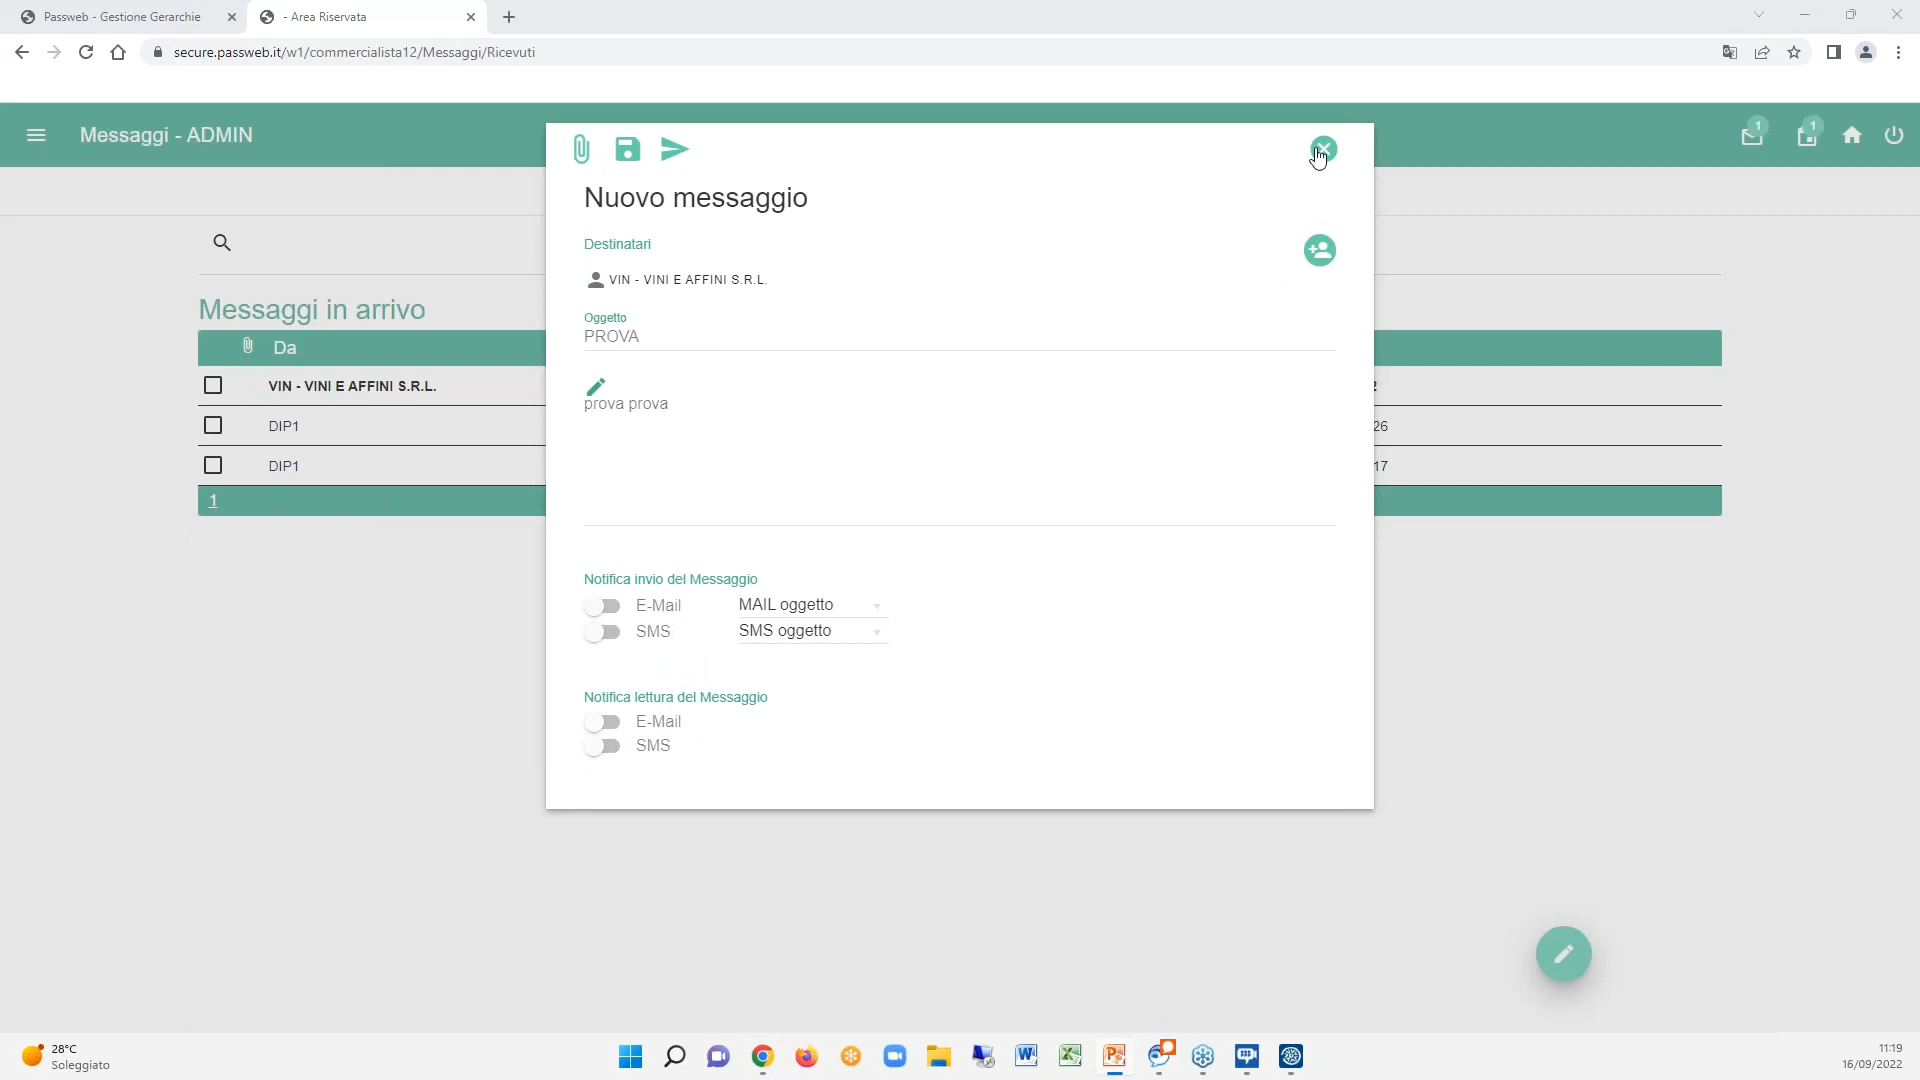 Passweb - Gestione Gerarchie
- Area Riservata
secure.passweb.it/w1/commercialista12/Messaggi/Ricevuti
Messaggi - ADMIN
1
1
Nuovo messaggio
Destinatari
VIN - VINI E AFFINI S.R.L.
Oggetto
PROVA
prova prova
Notifica invio del Messaggio
E-Mail
MAIL oggetto
SMS
SMS oggetto
Notifica lettura del Messaggio
E-Mail
SMS
Messaggi in arrivo
Da
VIN - VINI E AFFINI S.R.L.
2
DIP1
26
DIP1
17
1
28°C
Soleggiato
11:19
16/09/2022